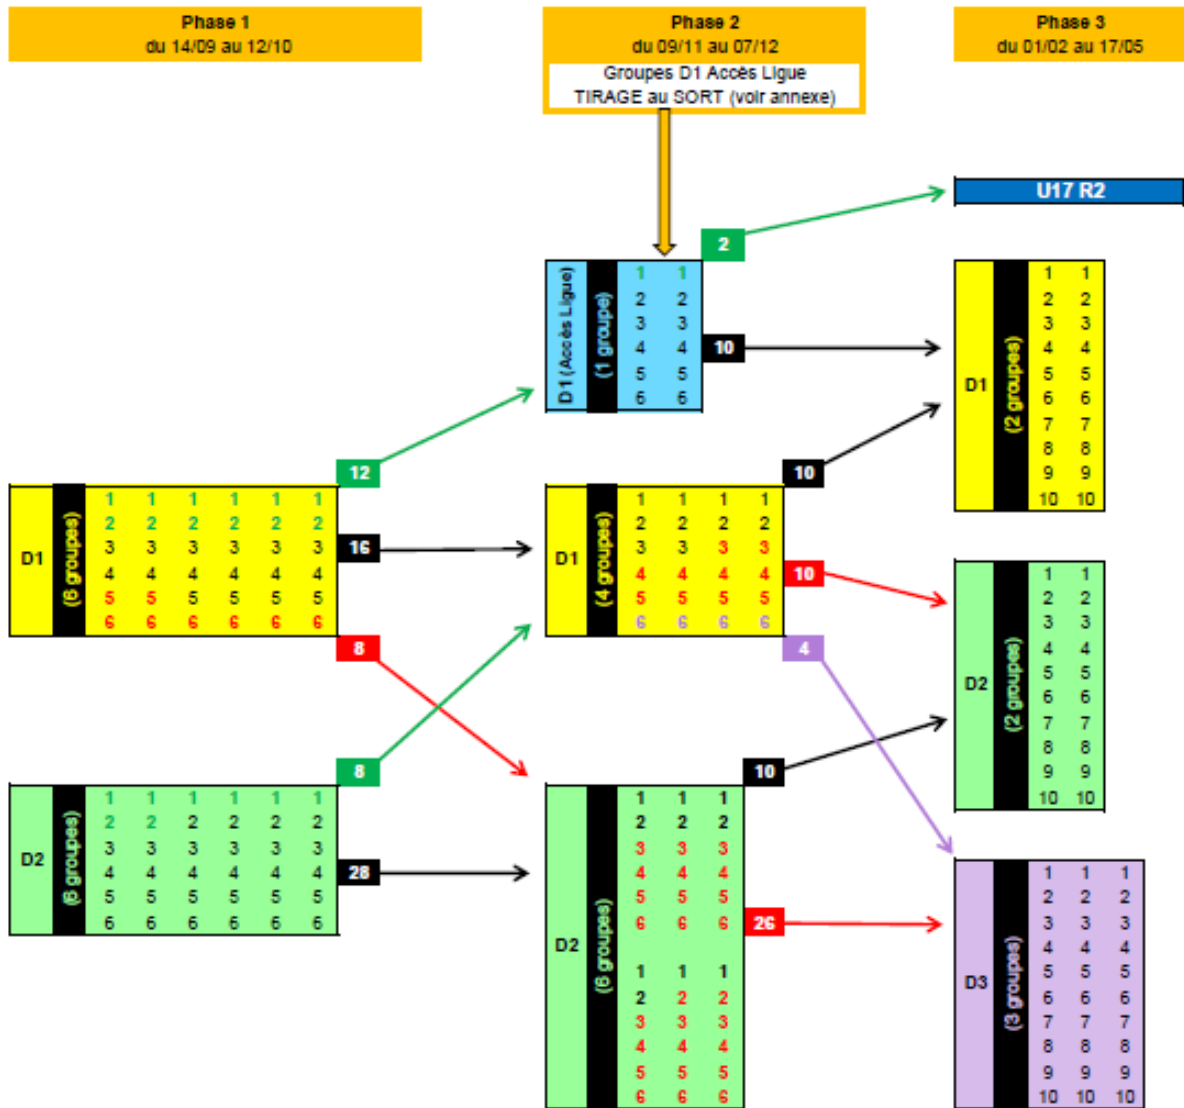 Phase 1
du 14/09 au 12/10
Phase 2
du 09/11 au 07/12
Groupes D1 Accès Ligue
TIRAGE au SORT (voir annexe)
Phase 3
du 01/02 au 17/05
U17 R2
2
D1 (Accès Ligue)
(1 groupe)
1 1
2 2
3 3
4 4
5 5
6 6
10
D1
(2 groupes)
1 1
2 2
3 3
4 4
5 5
6 6
7 7
8 8
9 9
10 10
12
D1
(6 groupes)
1 1 1 1 1 1
2 2 2 2 2 2
3 3 3 3 3 3
4 4 4 4 4 4
5 5 5 5 5 5
6 6 6 6 6 6
16
8
10
D1
(4 groupes)
1 1 1 1
2 2 2 2
3 3 3 3
4 4 4 4
5 5 5 5
6 6 6 6
10
4
D2
(2 groupes)
1 1
2 2
3 3
4 4
5 5
6 6
7 7
8 8
9 9
10 10
8
D2
(6 groupes)
1 1 1 1 1 1
2 2 2 2 2 2
3 3 3 3 3 3
4 4 4 4 4 4
5 5 5 5 5 5
6 6 6 6 6 6
28
10
D2
(6 groupes)
1 1 1
2 2 2
3 3 3
4 4 4
5 5 5
6 6 6
1 1 1
2 2 2
3 3 3
4 4 4
5 5 5
6 6 6
26
D3
(3 groupes)
1 1 1
2 2 2
3 3 3
4 4 4
5 5 5
6 6 6
7 7 7
8 8 8
9 9 9
10 10 10